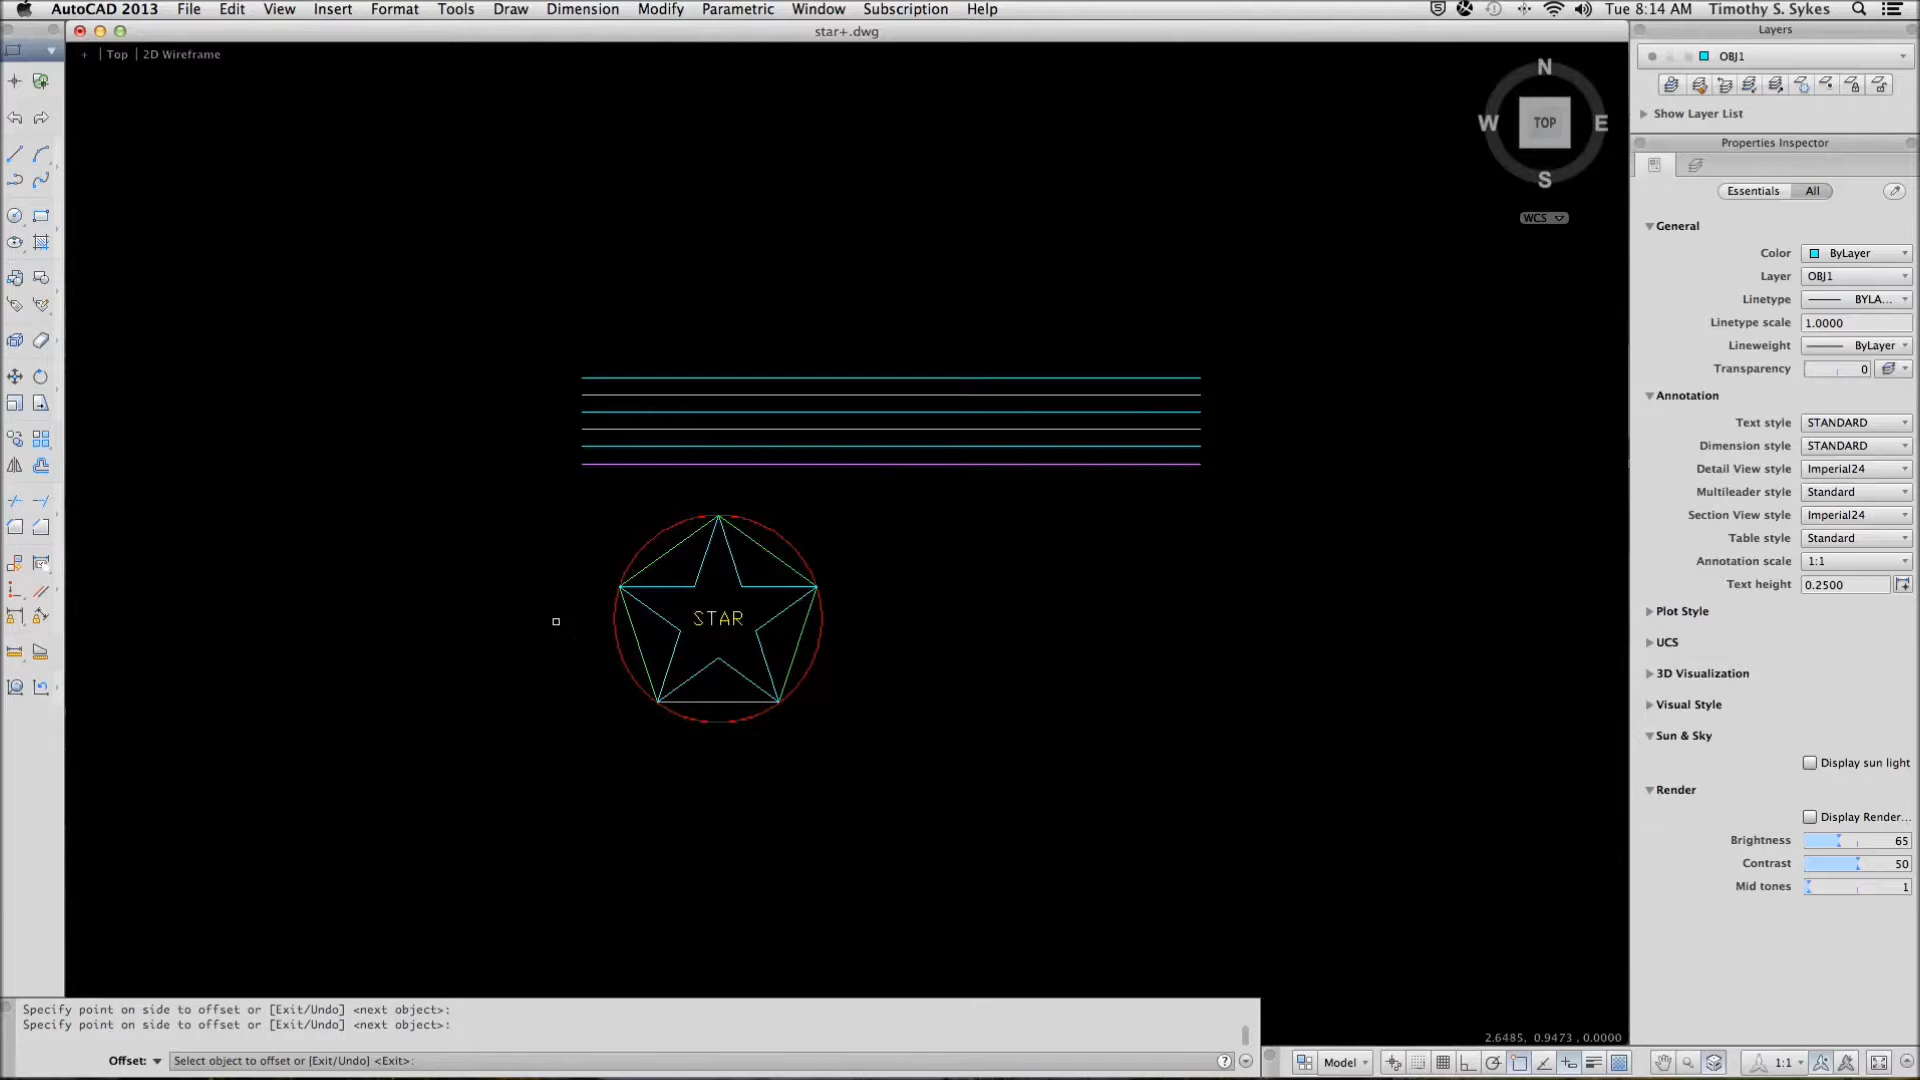 AutoCAD 2013 File Edit View Insert Format Tools Draw Dimension Modify Parametric Window Subscription Help Tue 8:14 AM Timothy S. Sykes
star+.dwg
+ | Top | 2D Wireframe
N
W TOP E
S
WCS
STAR
Layers
OBJ1
Show Layer List
Properties Inspector
Essentials All
General
Color ByLayer
Layer OBJ1
Linetype BYLA...
Linetype scale 1.0000
Lineweight ByLayer
Transparency 0
Annotation
Text style STANDARD
Dimension style STANDARD
Detail View style Imperial24
Multileader style Standard
Section View style Imperial24
Table style Standard
Annotation scale 1:1
Text height 0.2500
Plot Style
UCS
3D Visualization
Visual Style
Sun & Sky
Display sun light
Render
Display Render...
Brightness 65
Contrast 50
Mid tones 1
Specify point on side to offset or [Exit/Undo] <next object>:
Specify point on side to offset or [Exit/Undo] <next object>:
Offset: Select object to offset or [Exit/Undo] <Exit>: ?
2.6485, 0.9473, 0.0000
Model 1:1